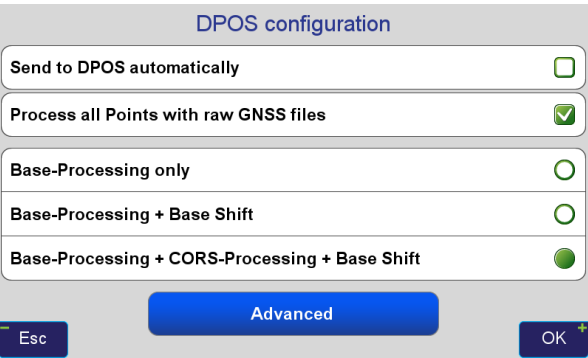 DPOS configuration
Send to DPOS automatically
Process all Points with raw GNSS files
Base-Processing only
Base-Processing + Base Shift
Base-Processing + CORS-Processing + Base Shift
Advanced
− Esc
OK +